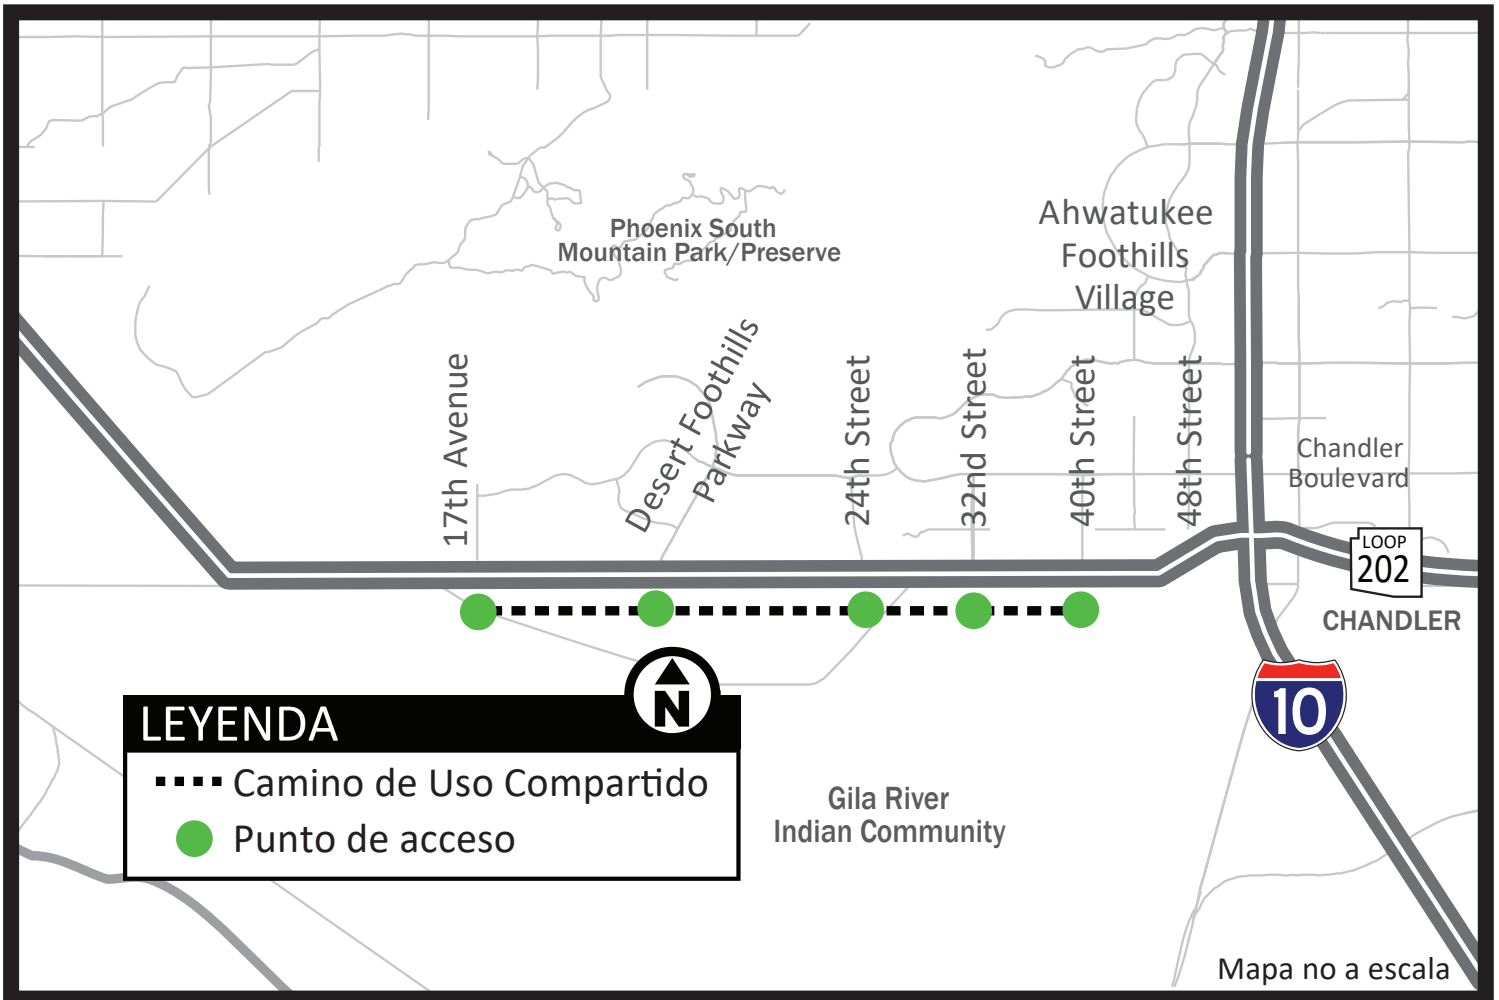 Phoenix South
Mountain Park/Preserve
Ahwatukee
Foothills
Village
17th Avenue
Desert Foothills
Parkway
24th Street
32nd Street
40th Street
48th Street
Chandler
Boulevard
LOOP
202
CHANDLER
10
N
LEYENDA
Camino de Uso Compartido
Punto de acceso
Gila River
Indian Community
Mapa no a escala